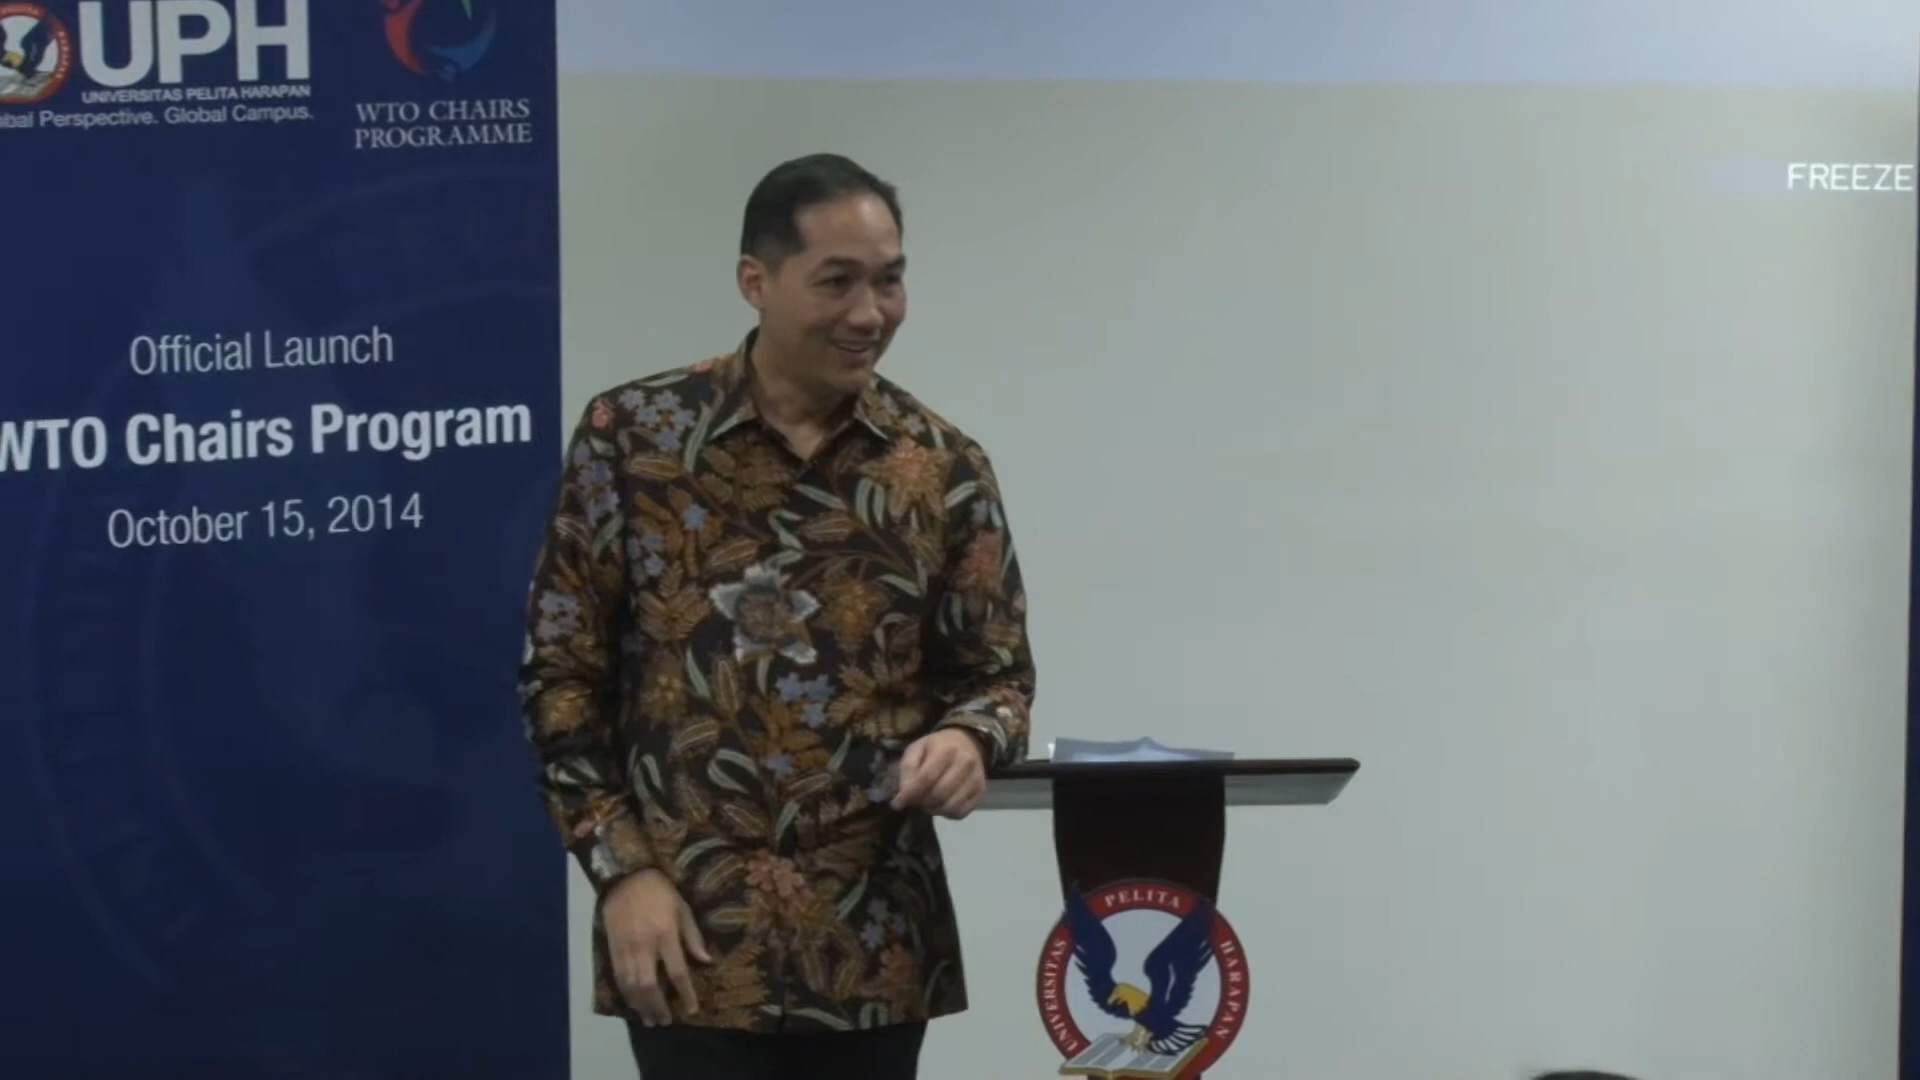 UPH
UNIVERSITAS PELITA HARAPAN
Perspective. Global Campus.
WTO CHAIRS
PROGRAMME
Official Launch
WTO Chairs Program
October 15, 2014
FREEZE
UNIVERSITAS PELITA HARAPAN